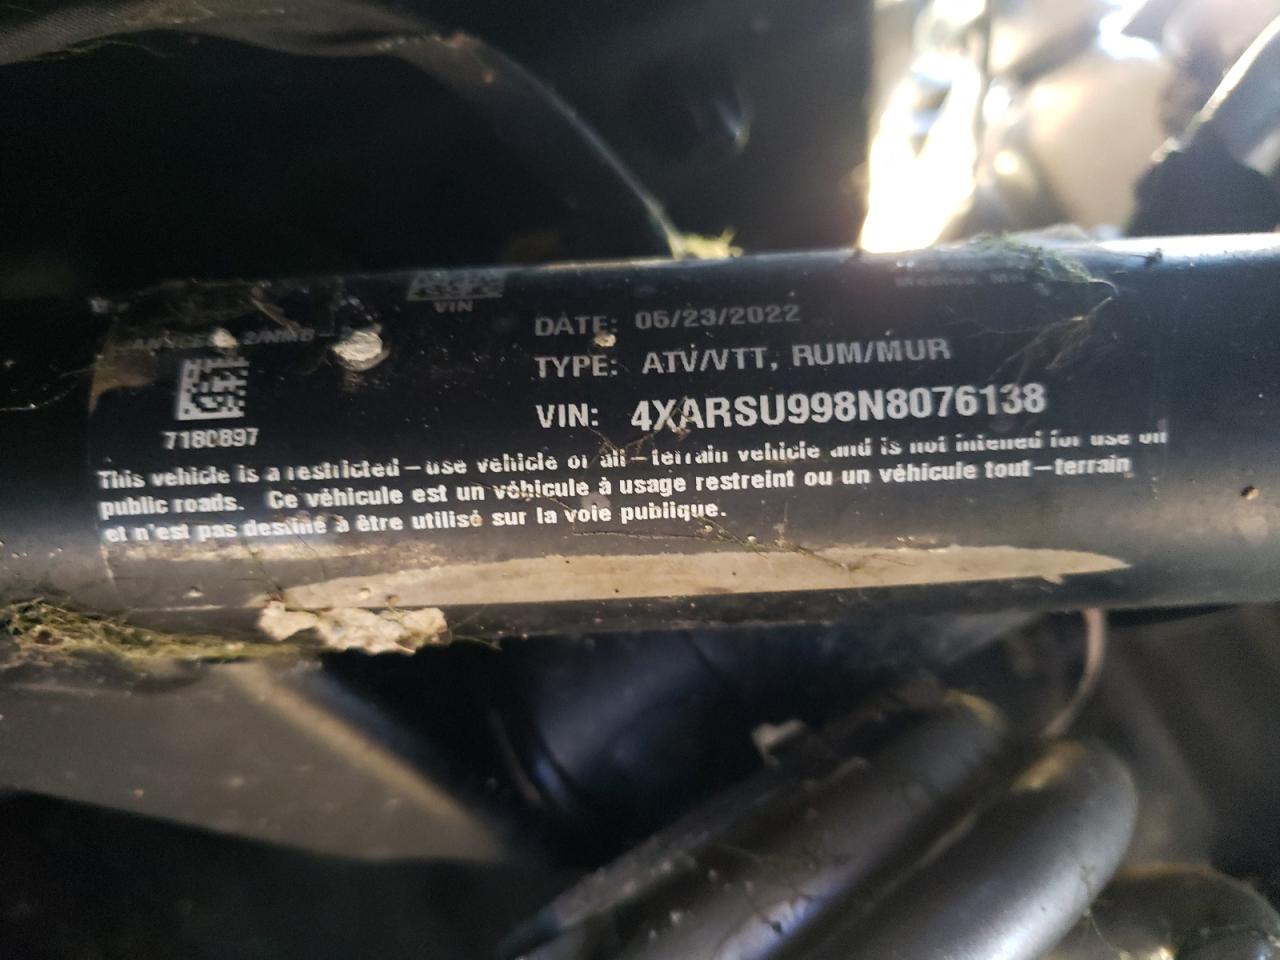 VIN
DATE: 05/23/2022
TYPE: ATV/VTT, RUM/MUR
VIN: 4XARSU998N8076138
7180897
This vehicle is a restricted-use vehicle or all-terrain vehicle and is not intened for use on
public roads. Ce véhicule est un véhicule à usage restreint ou un véhicule tout-terrain
et n'est pas destiné à être utilisé sur la voie publique.